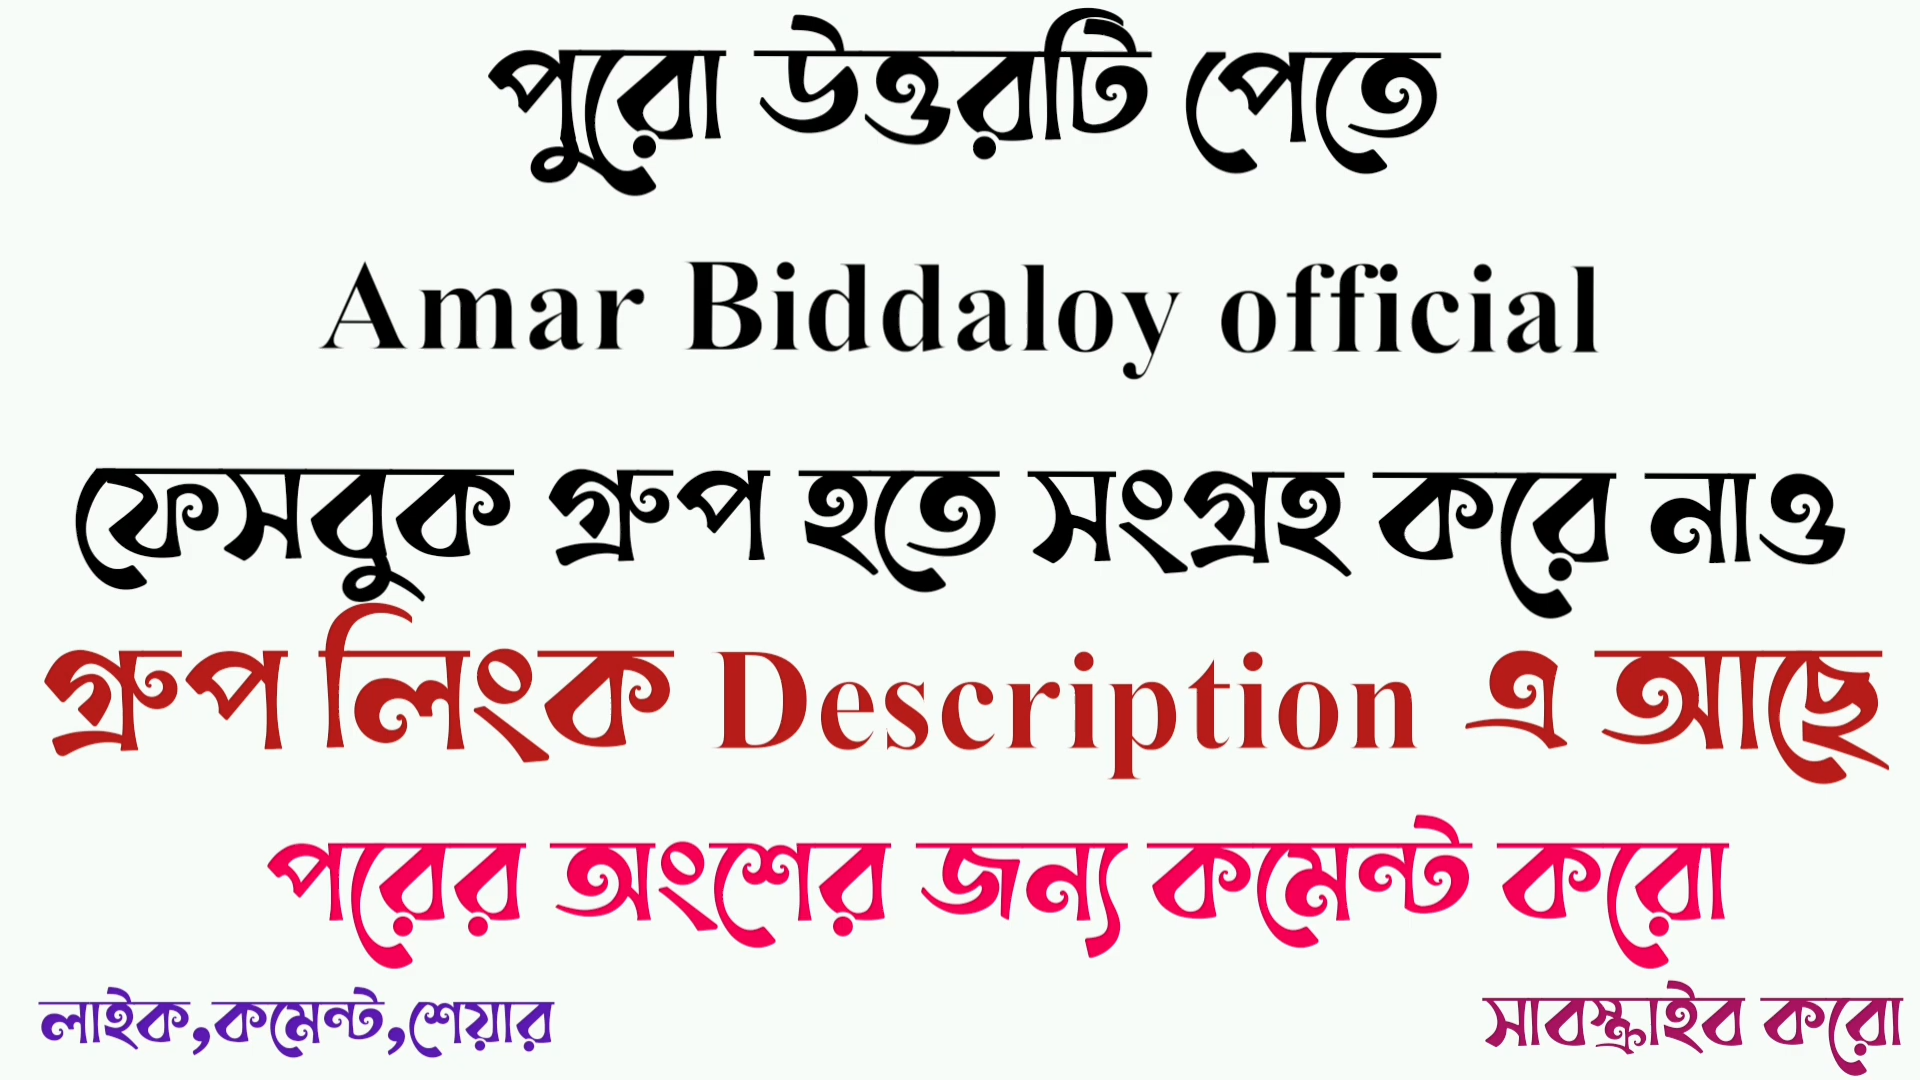 পুরো উত্তরটি পেতে
Amar Biddaloy official
ফেসবুক গ্রুপ হতে সংগ্রহ করে নাও
গ্রুপ লিংক Description এ আছে
পরের অংশের জন্য কমেন্ট করো
লাইক,কমেন্ট,শেয়ার
সাবস্ক্রাইব করো